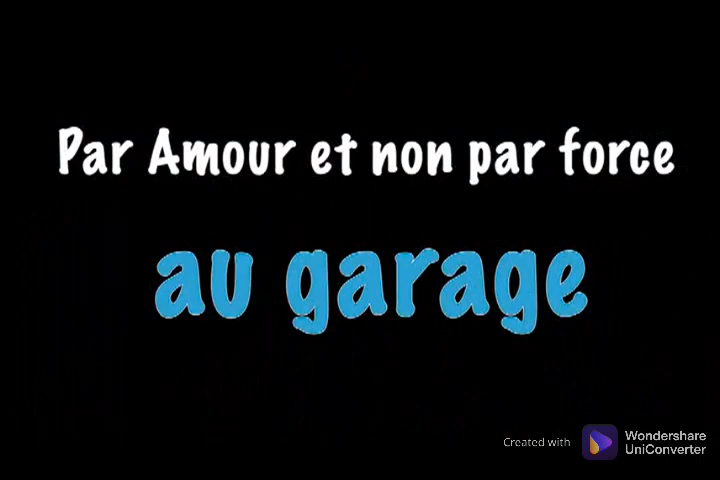 Par Amour et non par force
au garage
Created with
Wondershare
UniConverter